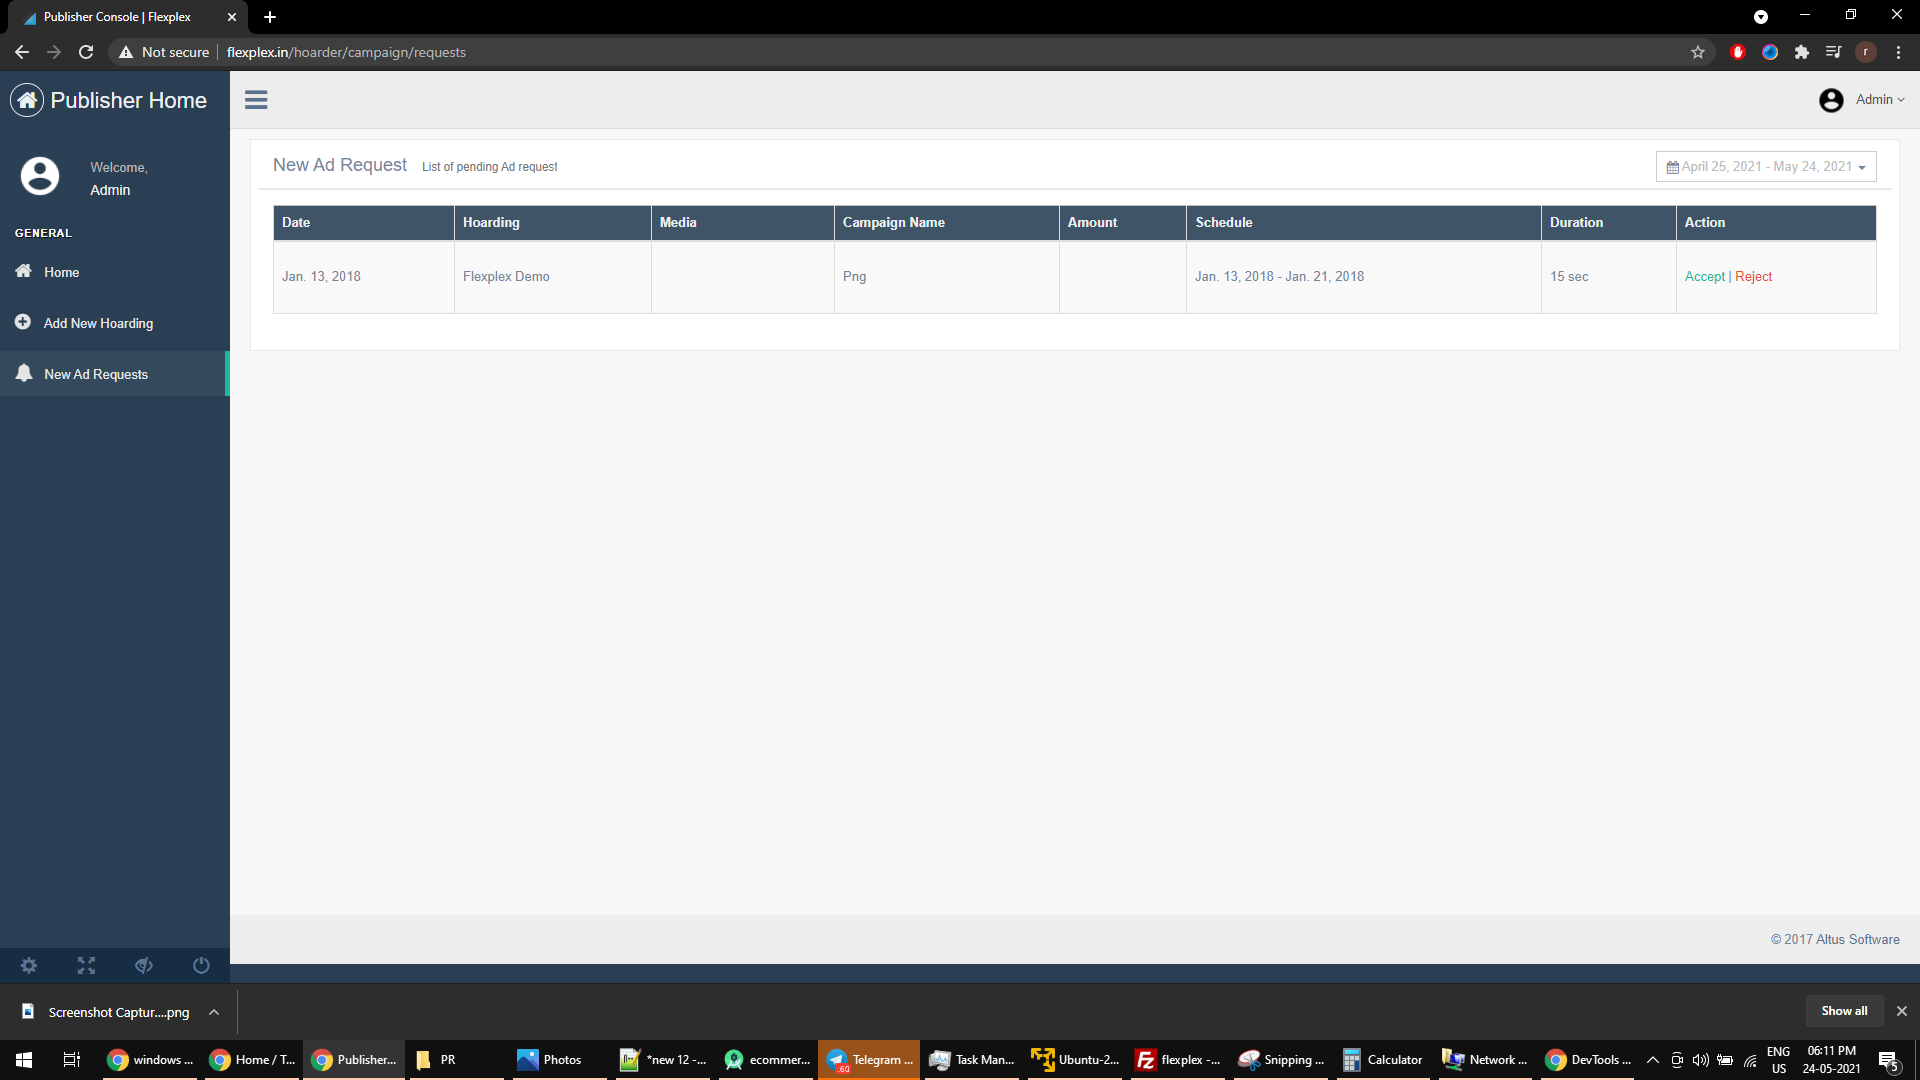 Publisher Console | Flexplex
Not secure
flexplex.in/hoarder/campaign/requests
r
Publisher Home
Admin
Welcome,
Admin
GENERAL
Home
Add New Hoarding
New Ad Requests
New Ad Request List of pending Ad request
April 25, 2021 - May 24, 2021
Date Hoarding Media Campaign Name Amount Schedule Duration Action
Jan. 13, 2018 Flexplex Demo Png Jan. 13, 2018 - Jan. 21, 2018 15 sec Accept | Reject
© 2017 Altus Software
Screenshot Captur....png
Show all
windows ... Home / T... Publisher... PR Photos *new 12 -... ecommer... .60 Telegram ... Task Man... Ubuntu-2... flexplex -... Snipping ... Calculator Network ... DevTools ...
ENG
US
06:11 PM
24-05-2021
5